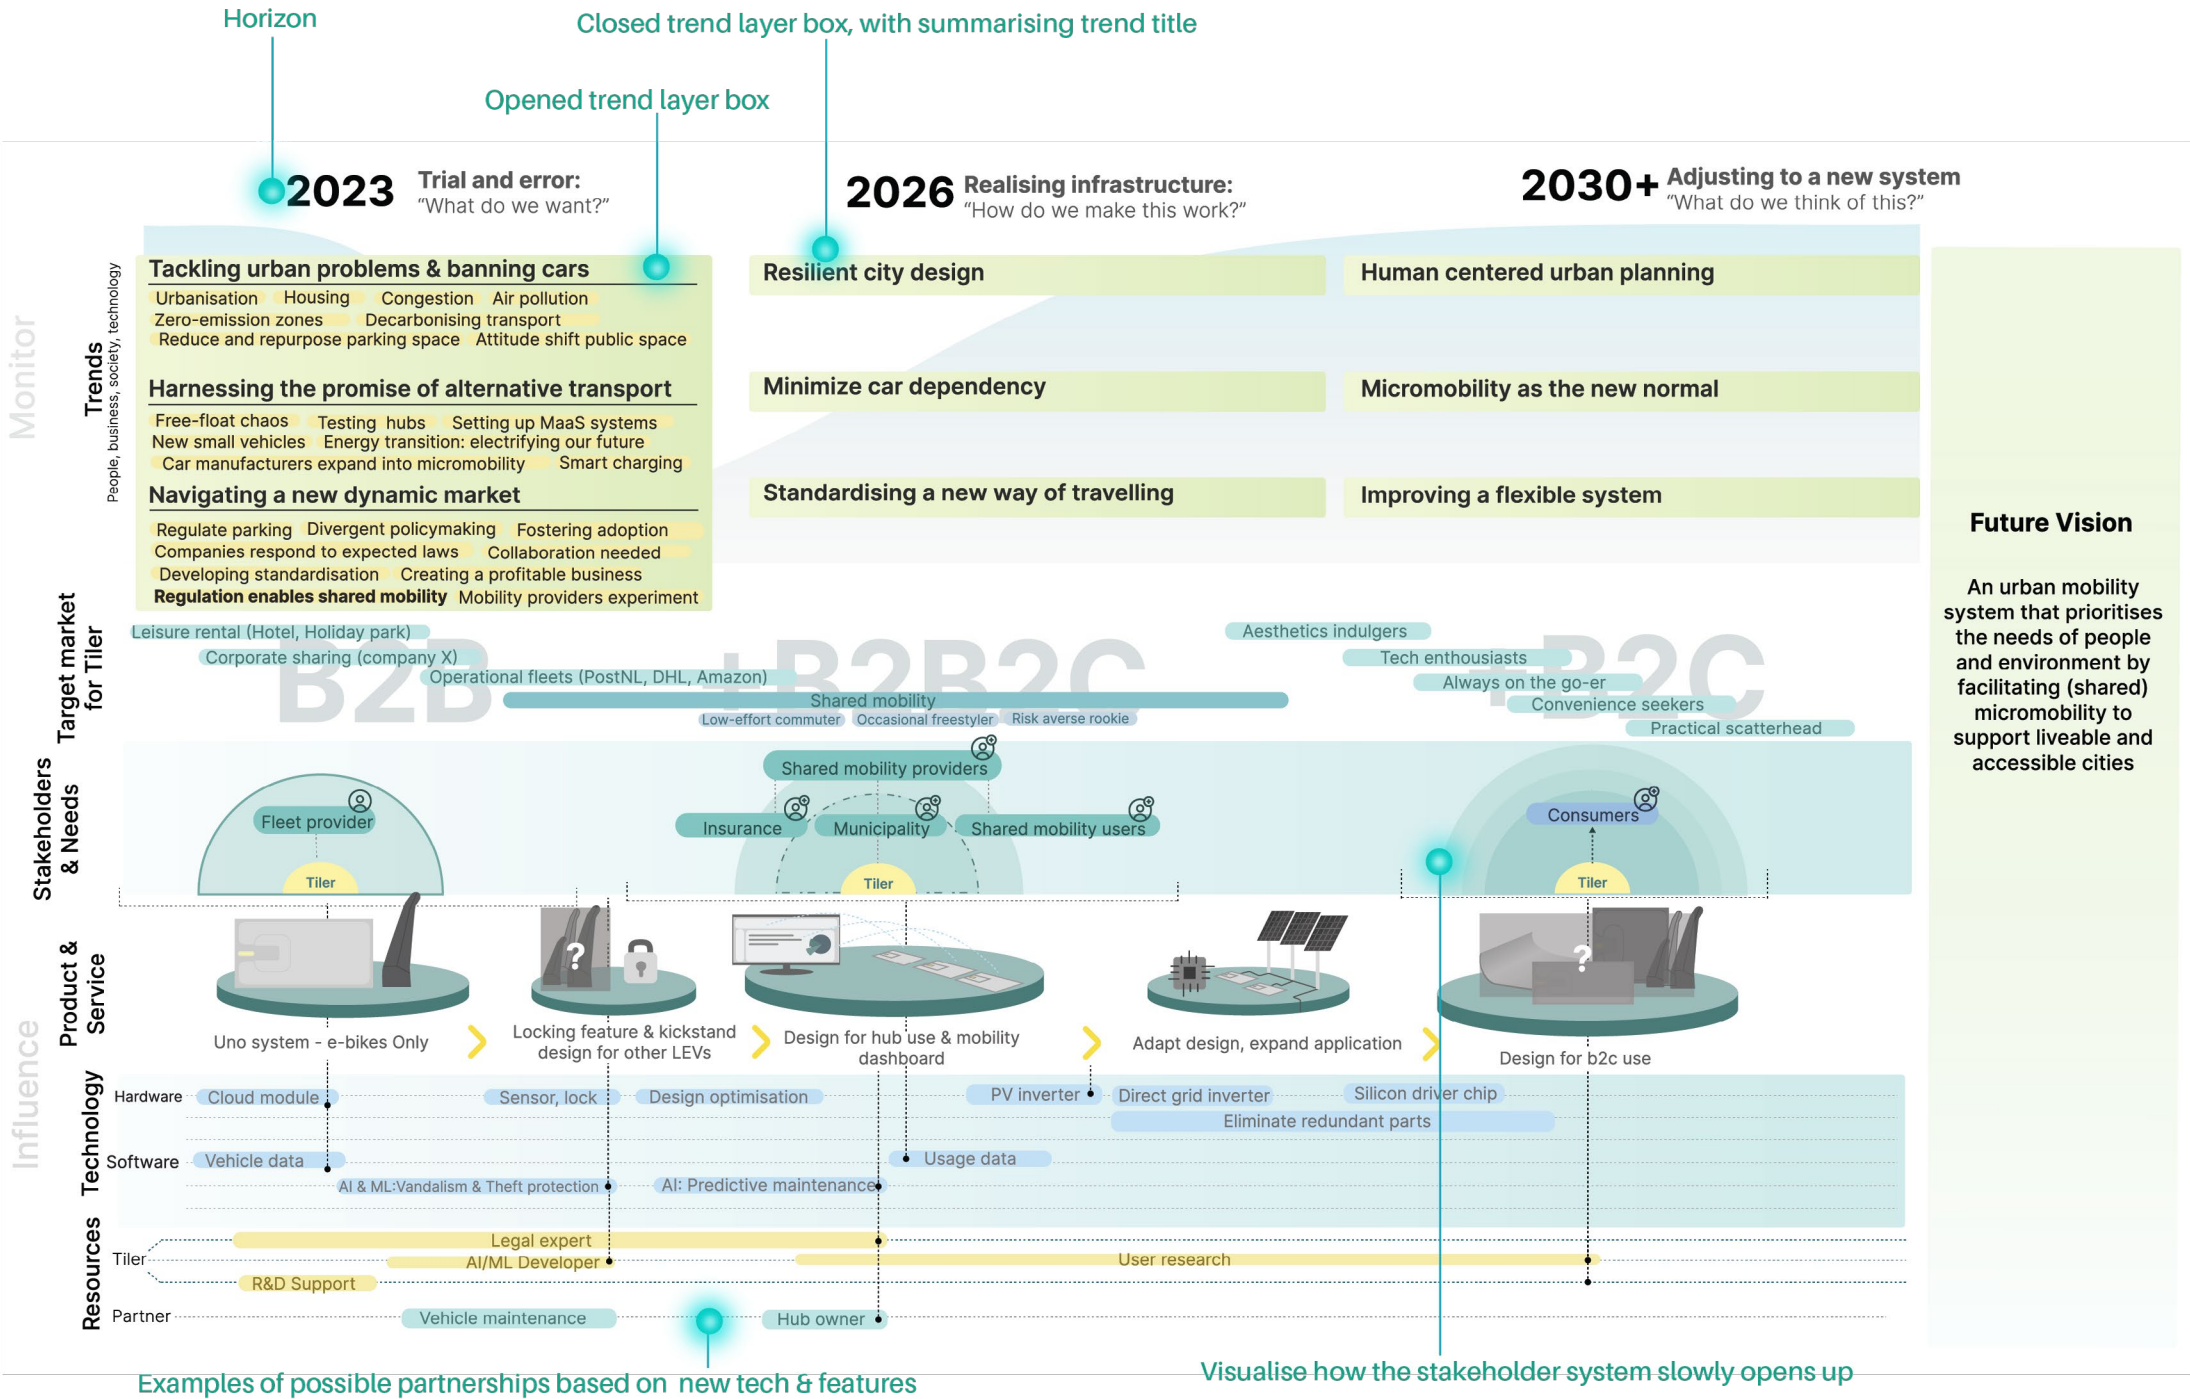 Horizon
Closed trend layer box, with summarising trend title
Opened trend layer box
2023
Trial and error:
“What do we want?”
2026
Realising infrastructure:
“How do we make this work?”
2030+
Adjusting to a new system
“What do we think of this?”
Monitor
Trends
People, business, society, technology
Tackling urban problems & banning cars
Urbanisation Housing Congestion Air pollution
Zero-emission zones Decarbonising transport
Reduce and repurpose parking space Attitude shift public space
Harnessing the promise of alternative transport
Free-float chaos Testing hubs Setting up MaaS systems
New small vehicles Energy transition: electrifying our future
Car manufacturers expand into micromobility Smart charging
Navigating a new dynamic market
Regulate parking Divergent policymaking Fostering adoption
Companies respond to expected laws Collaboration needed
Developing standardisation Creating a profitable business
Regulation enables shared mobility Mobility providers experiment
Resilient city design
Minimize car dependency
Standardising a new way of travelling
Human centered urban planning
Micromobility as the new normal
Improving a flexible system
Future Vision
An urban mobility
system that prioritises
the needs of people
and environment by
facilitating (shared)
micromobility to
support liveable and
accessible cities
Target market
for Tiler
B2B
+B2B2C
+B2C
Leisure rental (Hotel, Holiday park)
Corporate sharing (company X)
Operational fleets (PostNL, DHL, Amazon)
Shared mobility
Low-effort commuter Occasional freestyler Risk averse rookie
Aesthetics indulgers
Tech enthousiasts
Always on the go-er
Convenience seekers
Practical scatterhead
Stakeholders
& Needs
Fleet provider
Tiler
Shared mobility providers
Insurance
Municipality
Shared mobility users
Tiler
Consumers
Tiler
Influence
Product &
Service
?
?
Uno system - e-bikes Only
Locking feature & kickstand
design for other LEVs
Design for hub use & mobility
dashboard
Adapt design, expand application
Design for b2c use
Technology
Hardware
Cloud module
Sensor, lock
Design optimisation
PV inverter
Direct grid inverter
Silicon driver chip
Eliminate redundant parts
Software
Vehicle data
Usage data
AI & ML:Vandalism & Theft protection
AI: Predictive maintenance
Resources
Tiler
Legal expert
AI/ML Developer
User research
R&D Support
Partner
Vehicle maintenance
Hub owner
Examples of possible partnerships based on new tech & features
Visualise how the stakeholder system slowly opens up